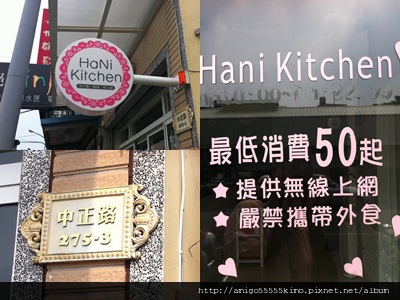 HaNi
Kitchen
中正路
275-3
Hani Kitchen
最低消費50起
★提供無線上網
★嚴禁攜帶外食
http://amigo55555kimo.pixnet.net/album